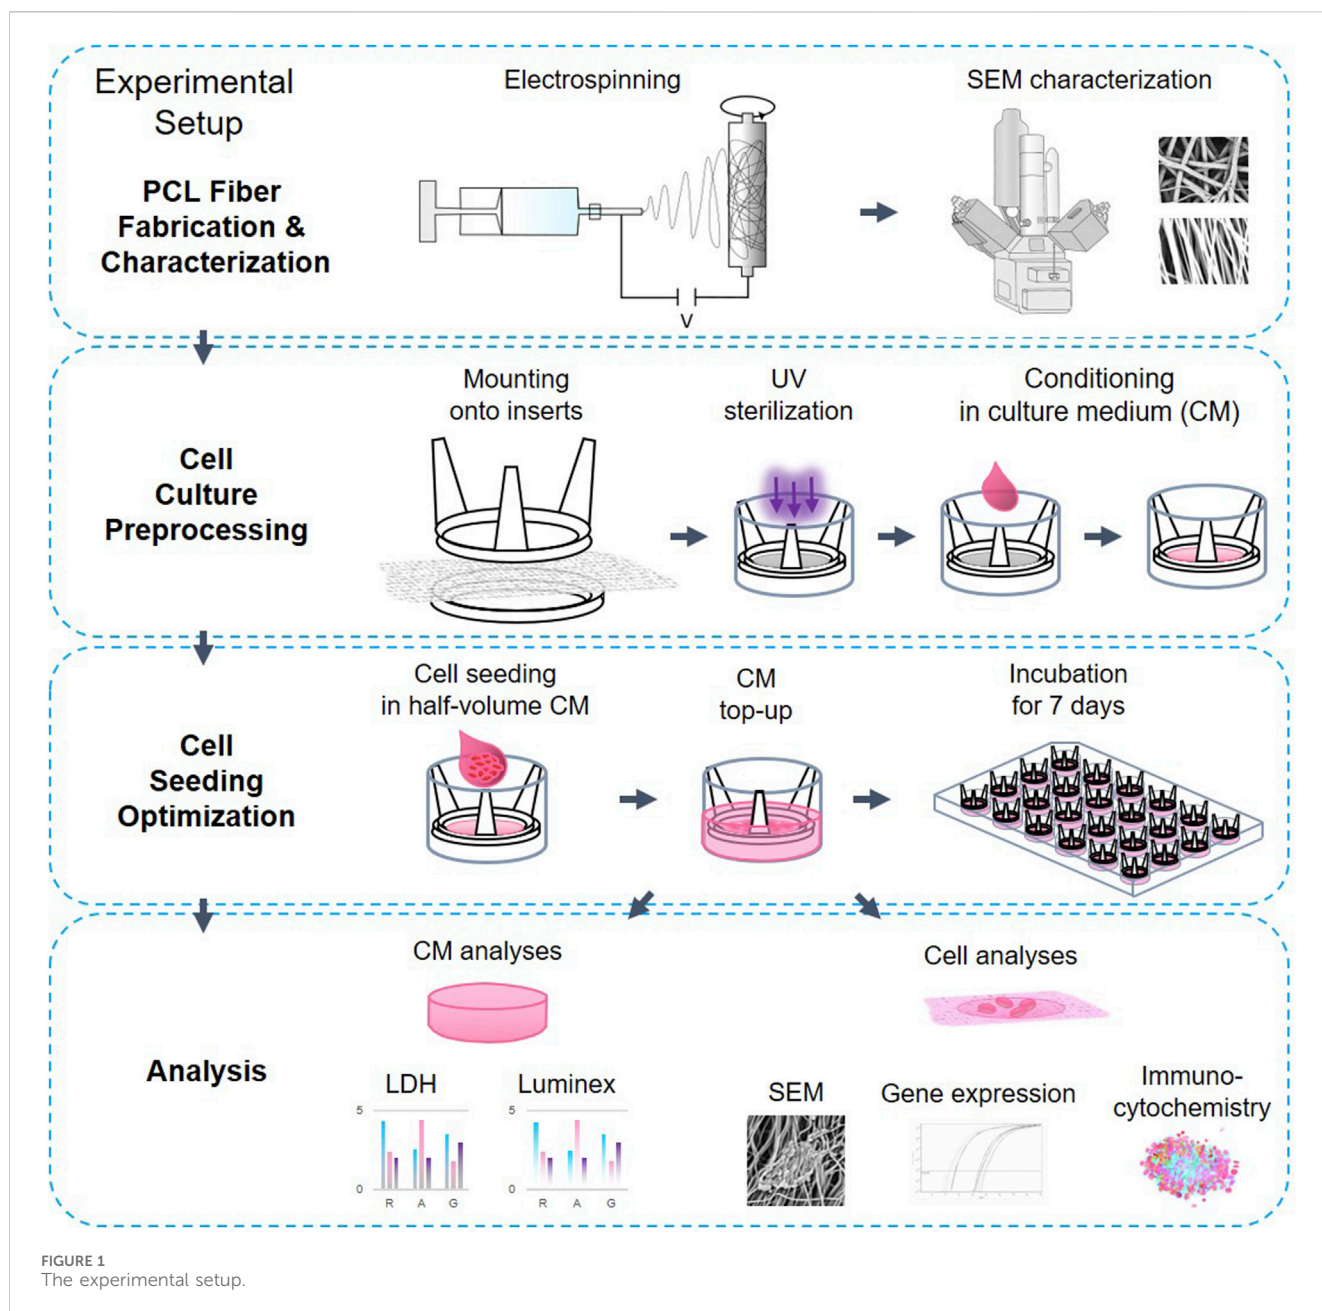 Experimental
Setup
PCL Fiber
Fabrication &
Characterization
Electrospinning
V
SEM characterization
Cell
Culture
Preprocessing
Mounting
onto inserts
UV
sterilization
Conditioning
in culture medium (CM)
Cell
Seeding
Optimization
Cell seeding
in half-volume CM
CM
top-up
Incubation
for 7 days
Analysis
CM analyses
LDH
5
0
R A G
Luminex
5
0
R A G
Cell analyses
SEM
Gene expression
Immuno-
cytochemistry
FIGURE 1
The experimental setup.